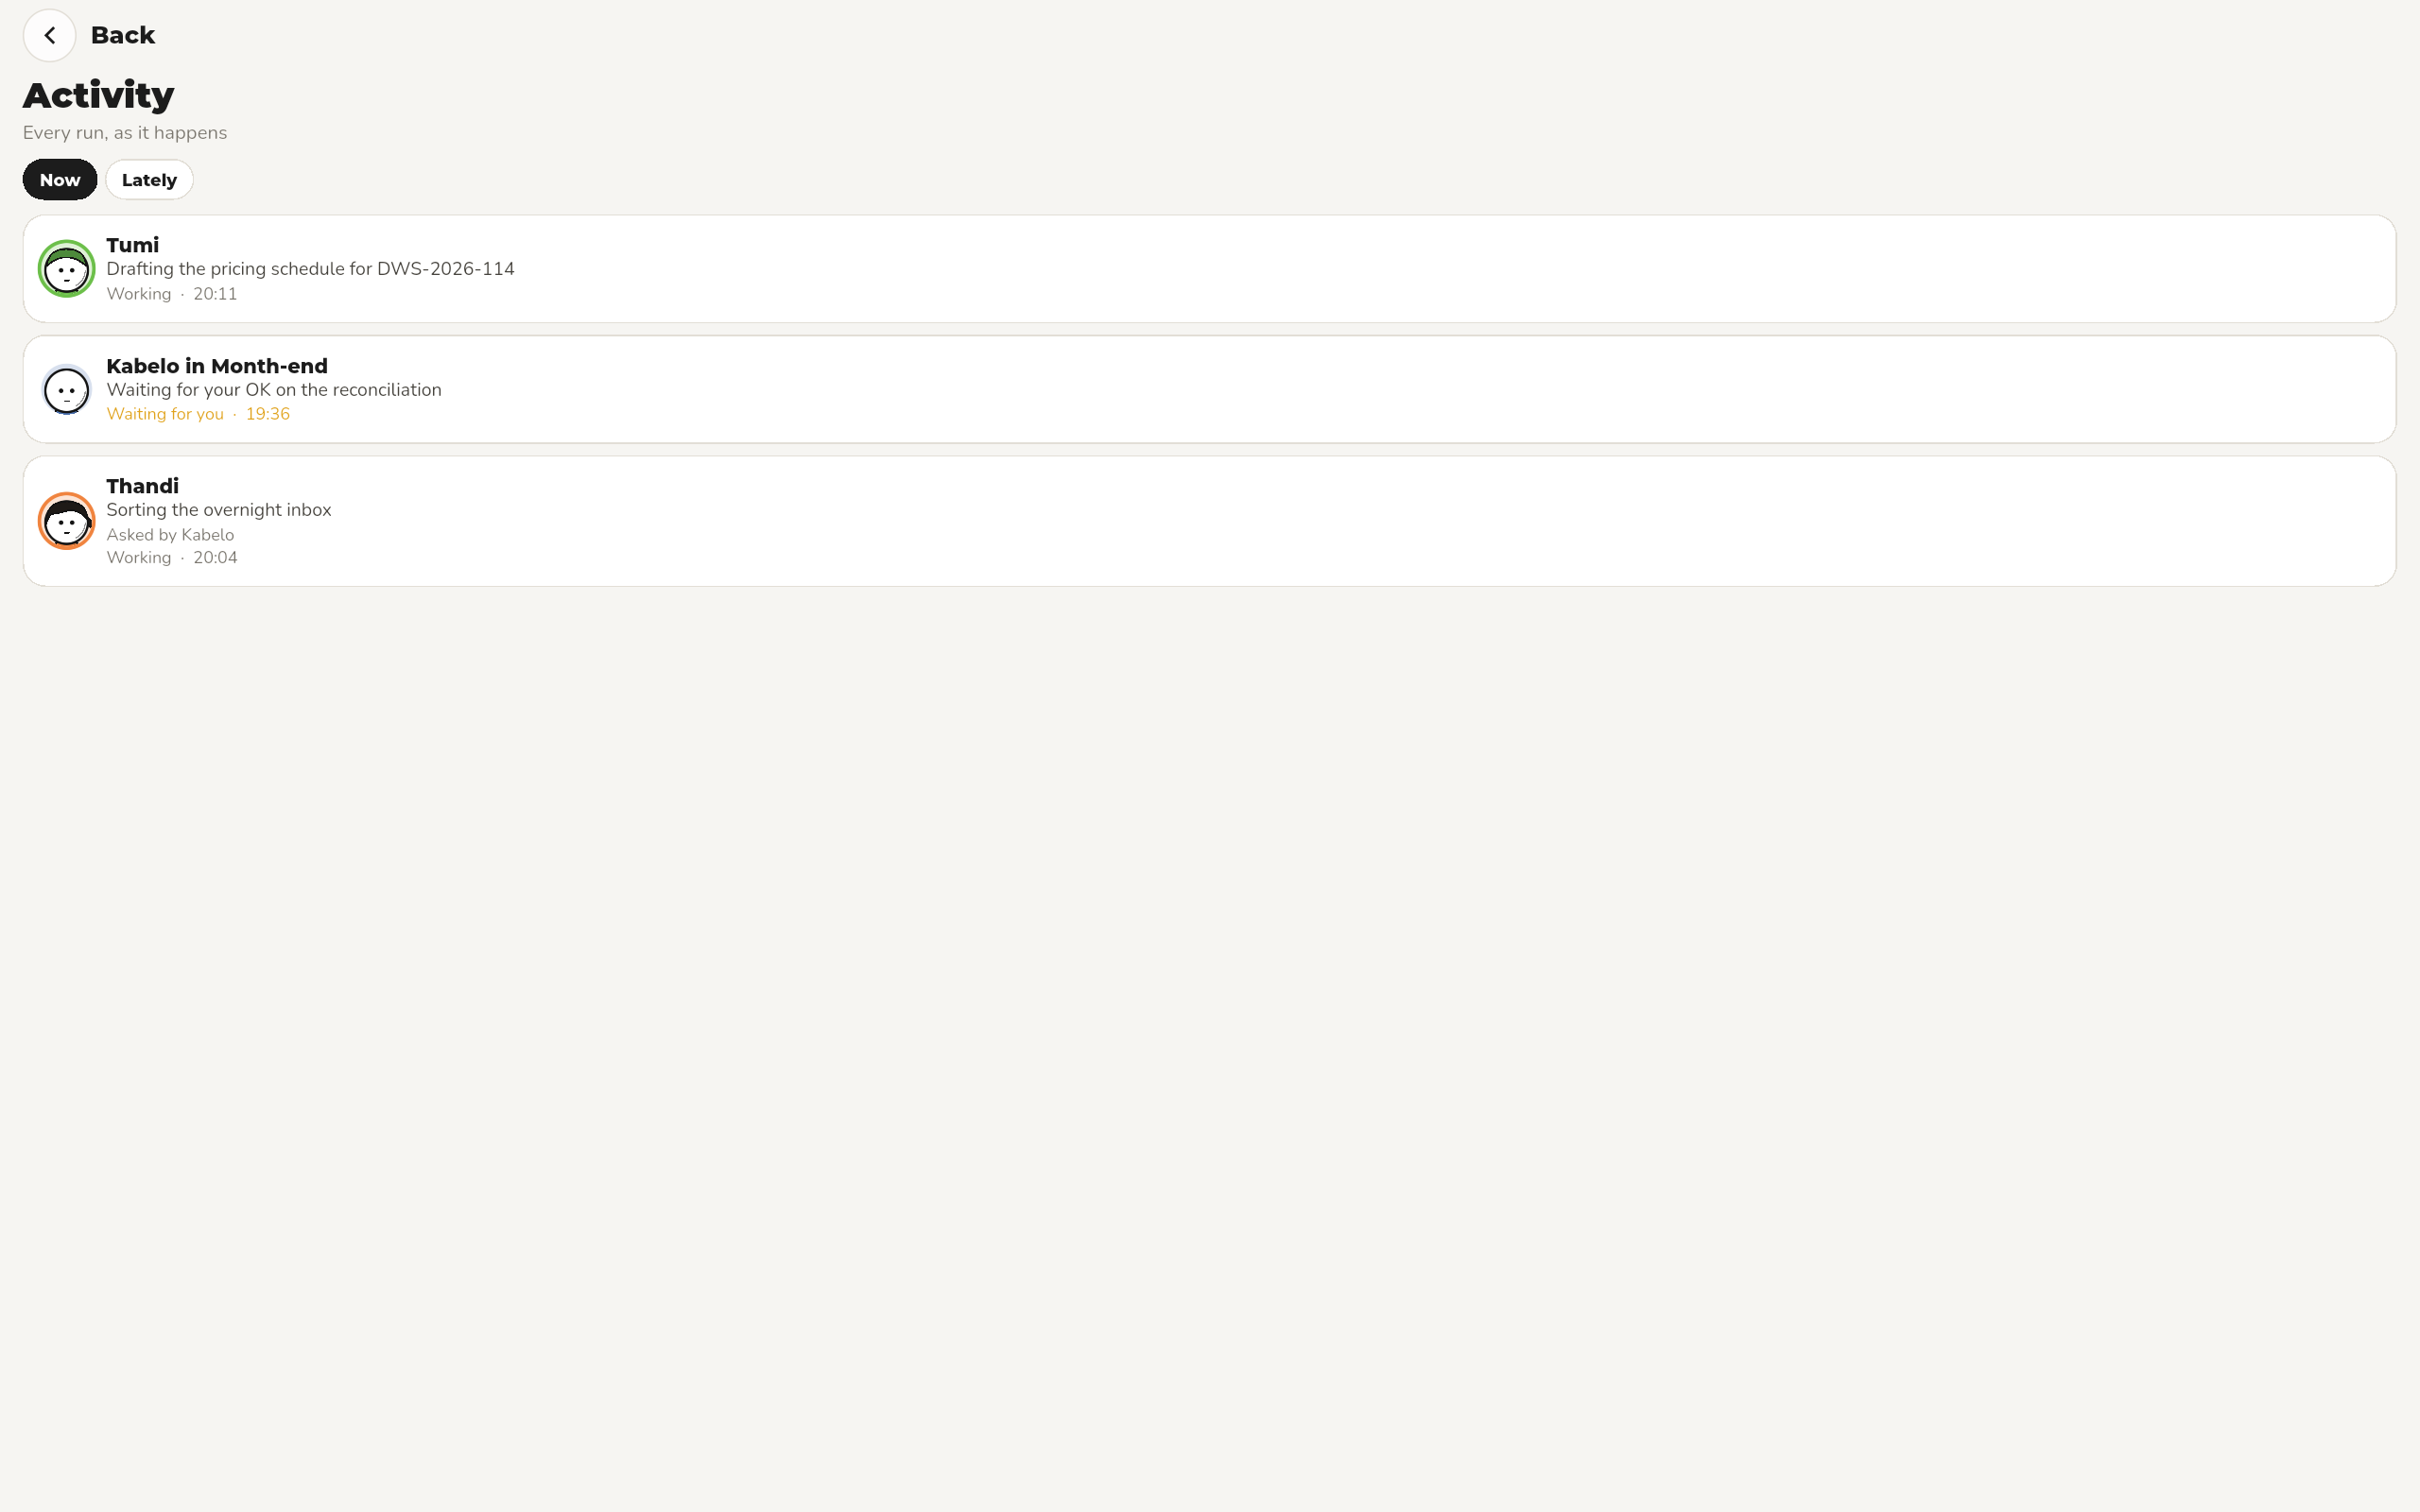 Back
Activity
Every run, as it happens
Now
Lately
Tumi
Drafting the pricing schedule for DWS-2026-114
Working · 20:11
Kabelo in Month-end
Waiting for your OK on the reconciliation
Waiting for you · 19:36
Thandi
Sorting the overnight inbox
Asked by Kabelo
Working · 20:04